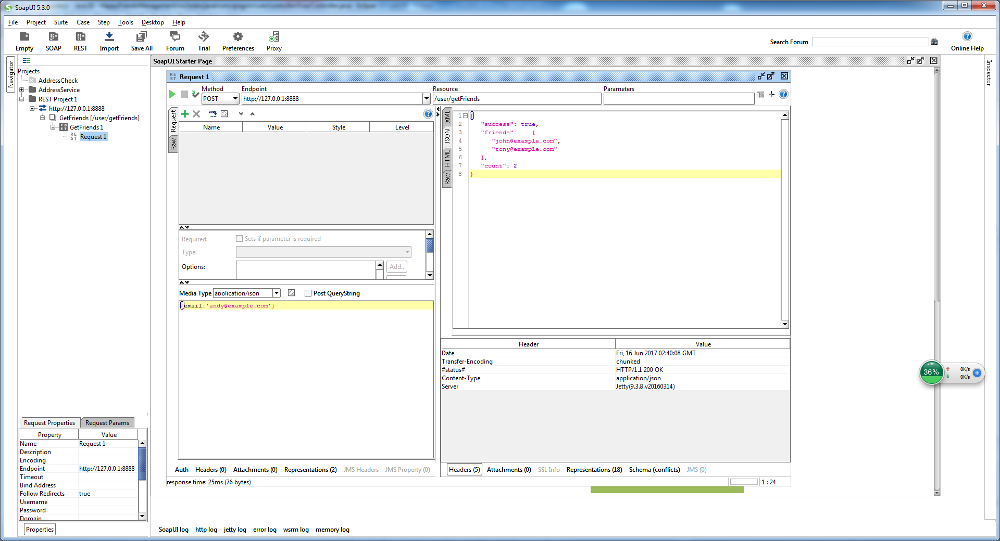 SoapUI 5.3.0
File Project Suite Case Step Tools Desktop Help
Empty SOAP REST Import Save All Forum Trial Preferences Proxy
Search Forum
Online Help
Navigator
Projects
AddressCheck
AddressService
REST Project 1
http://127.0.0.1:8888
GetFriends [/user/getFriends]
GetFriends 1
Request 1
SoapUI Starter Page
Inspector
Request 1
Method Endpoint Resource Parameters
POST http://127.0.0.1:8888 /user/getFriends
Request
Raw
Name Value Style Level
Required: Sets if parameter is required
Type:
Options: Add..
Media Type application/json Post QueryString
{email:'andy@example.com'}
XML
JSON
HTML
Raw
1 {
2 "success": true,
3 "friends": [
4 "john@example.com",
5 "tony@example.com"
6 ],
7 "count": 2
8 }
Header Value
Date Fri, 16 Jun 2017 02:40:08 GMT
Transfer-Encoding chunked
#status# HTTP/1.1 200 OK
Content-Type application/json
Server Jetty(9.3.8.v20160314)
36% 0K/s
0K/s
Auth Headers (0) Attachments (0) Representations (2) JMS Headers JMS Property (0)
Headers (5) Attachments (0) SSL Info Representations (18) Schema (conflicts) JMS (0)
response time: 25ms (76 bytes)
1 : 24
Request Properties Request Params
Property Value
Name Request 1
Description
Encoding
Endpoint http://127.0.0.1:8888
Timeout
Bind Address
Follow Redirects true
Username
Password
Domain
Properties
SoapUI log http log jetty log error log wsrm log memory log